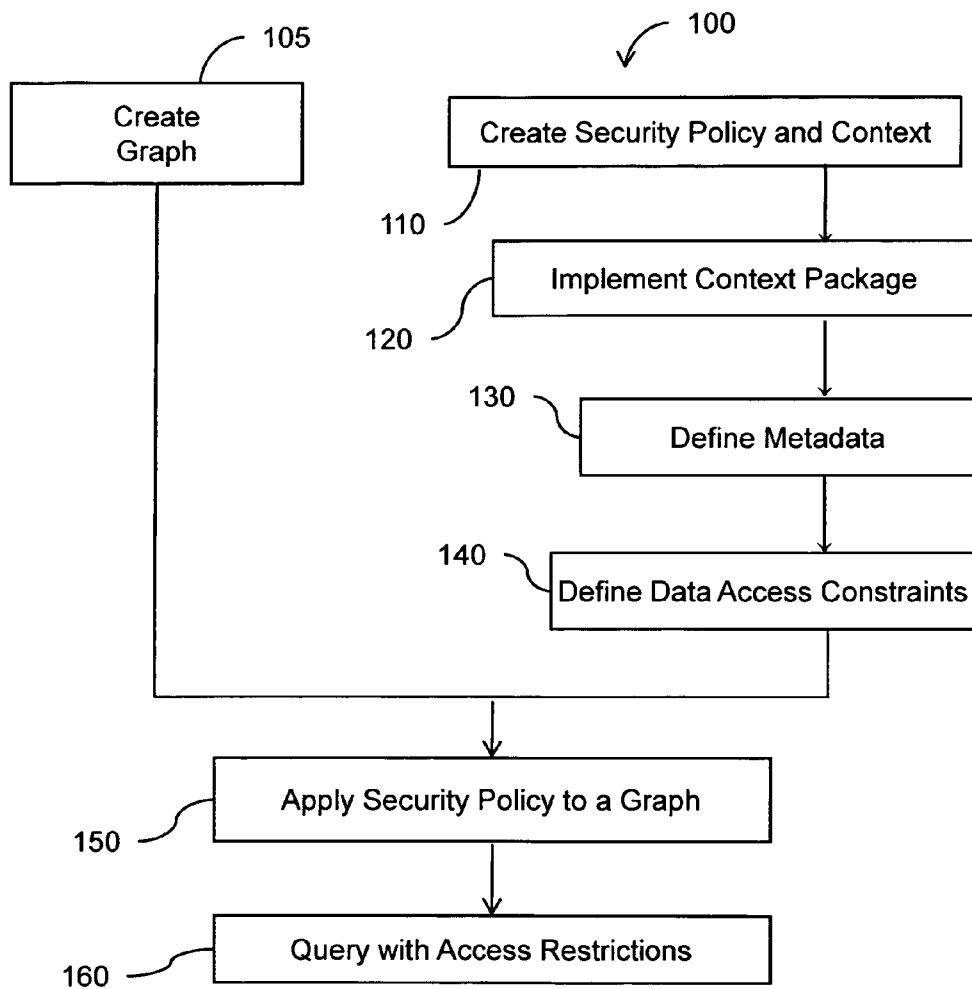 100
105
Create
Graph
Create Security Policy and Context
110
Implement Context Package
120
130
Define Metadata
140
Define Data Access Constraints
Apply Security Policy to a Graph
150
Query with Access Restrictions
160